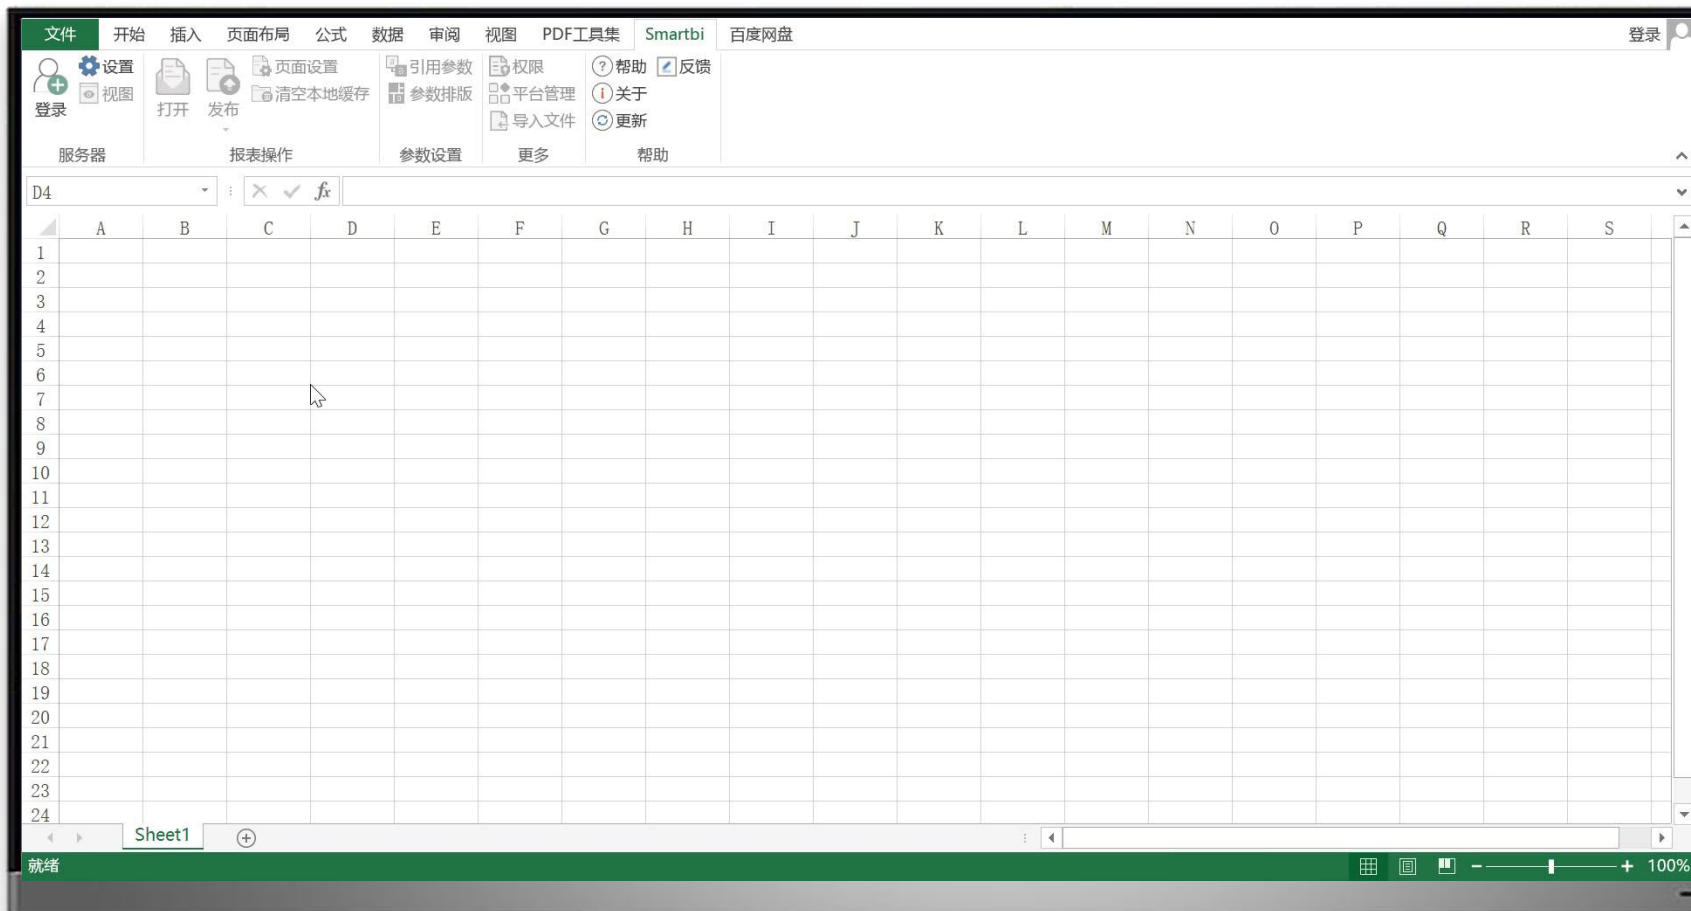 文件 开始 插入 页面布局 公式 数据 审阅 视图 PDF工具集 Smartbi 百度网盘 登录
设置 页面设置 引用参数 权限 帮助 反馈
视图 清空本地缓存 参数排版 平台管理 关于
登录 打开 发布 导入文件 更新
服务器 报表操作 参数设置 更多 帮助
D4 fx
A B C D E F G H I J K L M N O P Q R S
1
2
3
4
5
6
7
8
9
10
11
12
13
14
15
16
17
18
19
20
21
22
23
24
Sheet1
就绪 100%